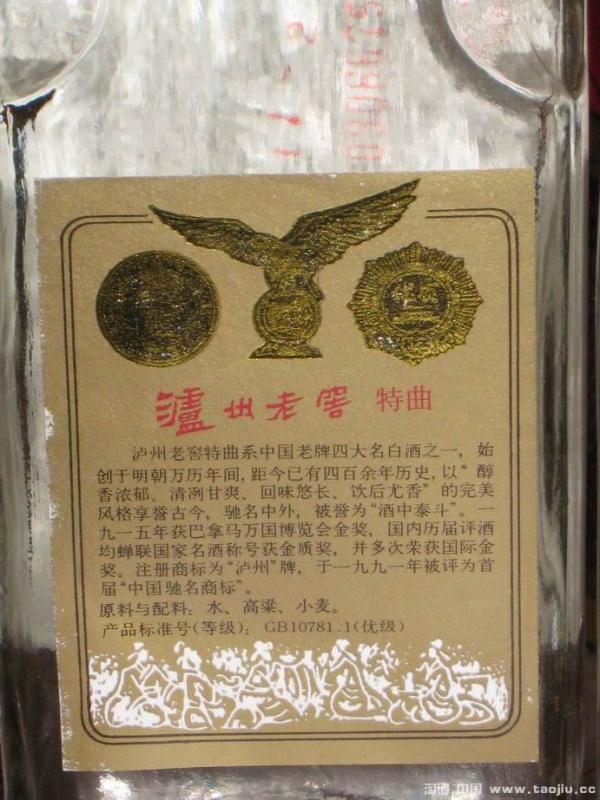 泸州老窖 特曲
泸州老窖特曲系中国老牌四大名白酒之一，始
创于明朝万历年间，距今已有四百余年历史，以“醇
香浓郁、清冽甘爽、回味悠长、饮后尤香”的完美
风格享誉古今，驰名中外，被誉为“酒中泰斗”。一
九一五年获巴拿马万国博览会金奖，国内历届评酒
均蝉联国家名酒称号获金质奖，并多次荣获国际金
奖。注册商标为“泸州”牌，于一九九一年被评为首
届“中国驰名商标”。
原料与配料：水、高粱、小麦。
产品标准号(等级)：GB10781.1(优级)
淘酒.中国 www.taojiu.cc